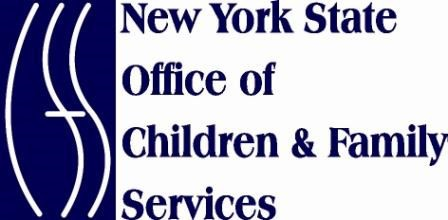 New York State
Office of
Children & Family
Services